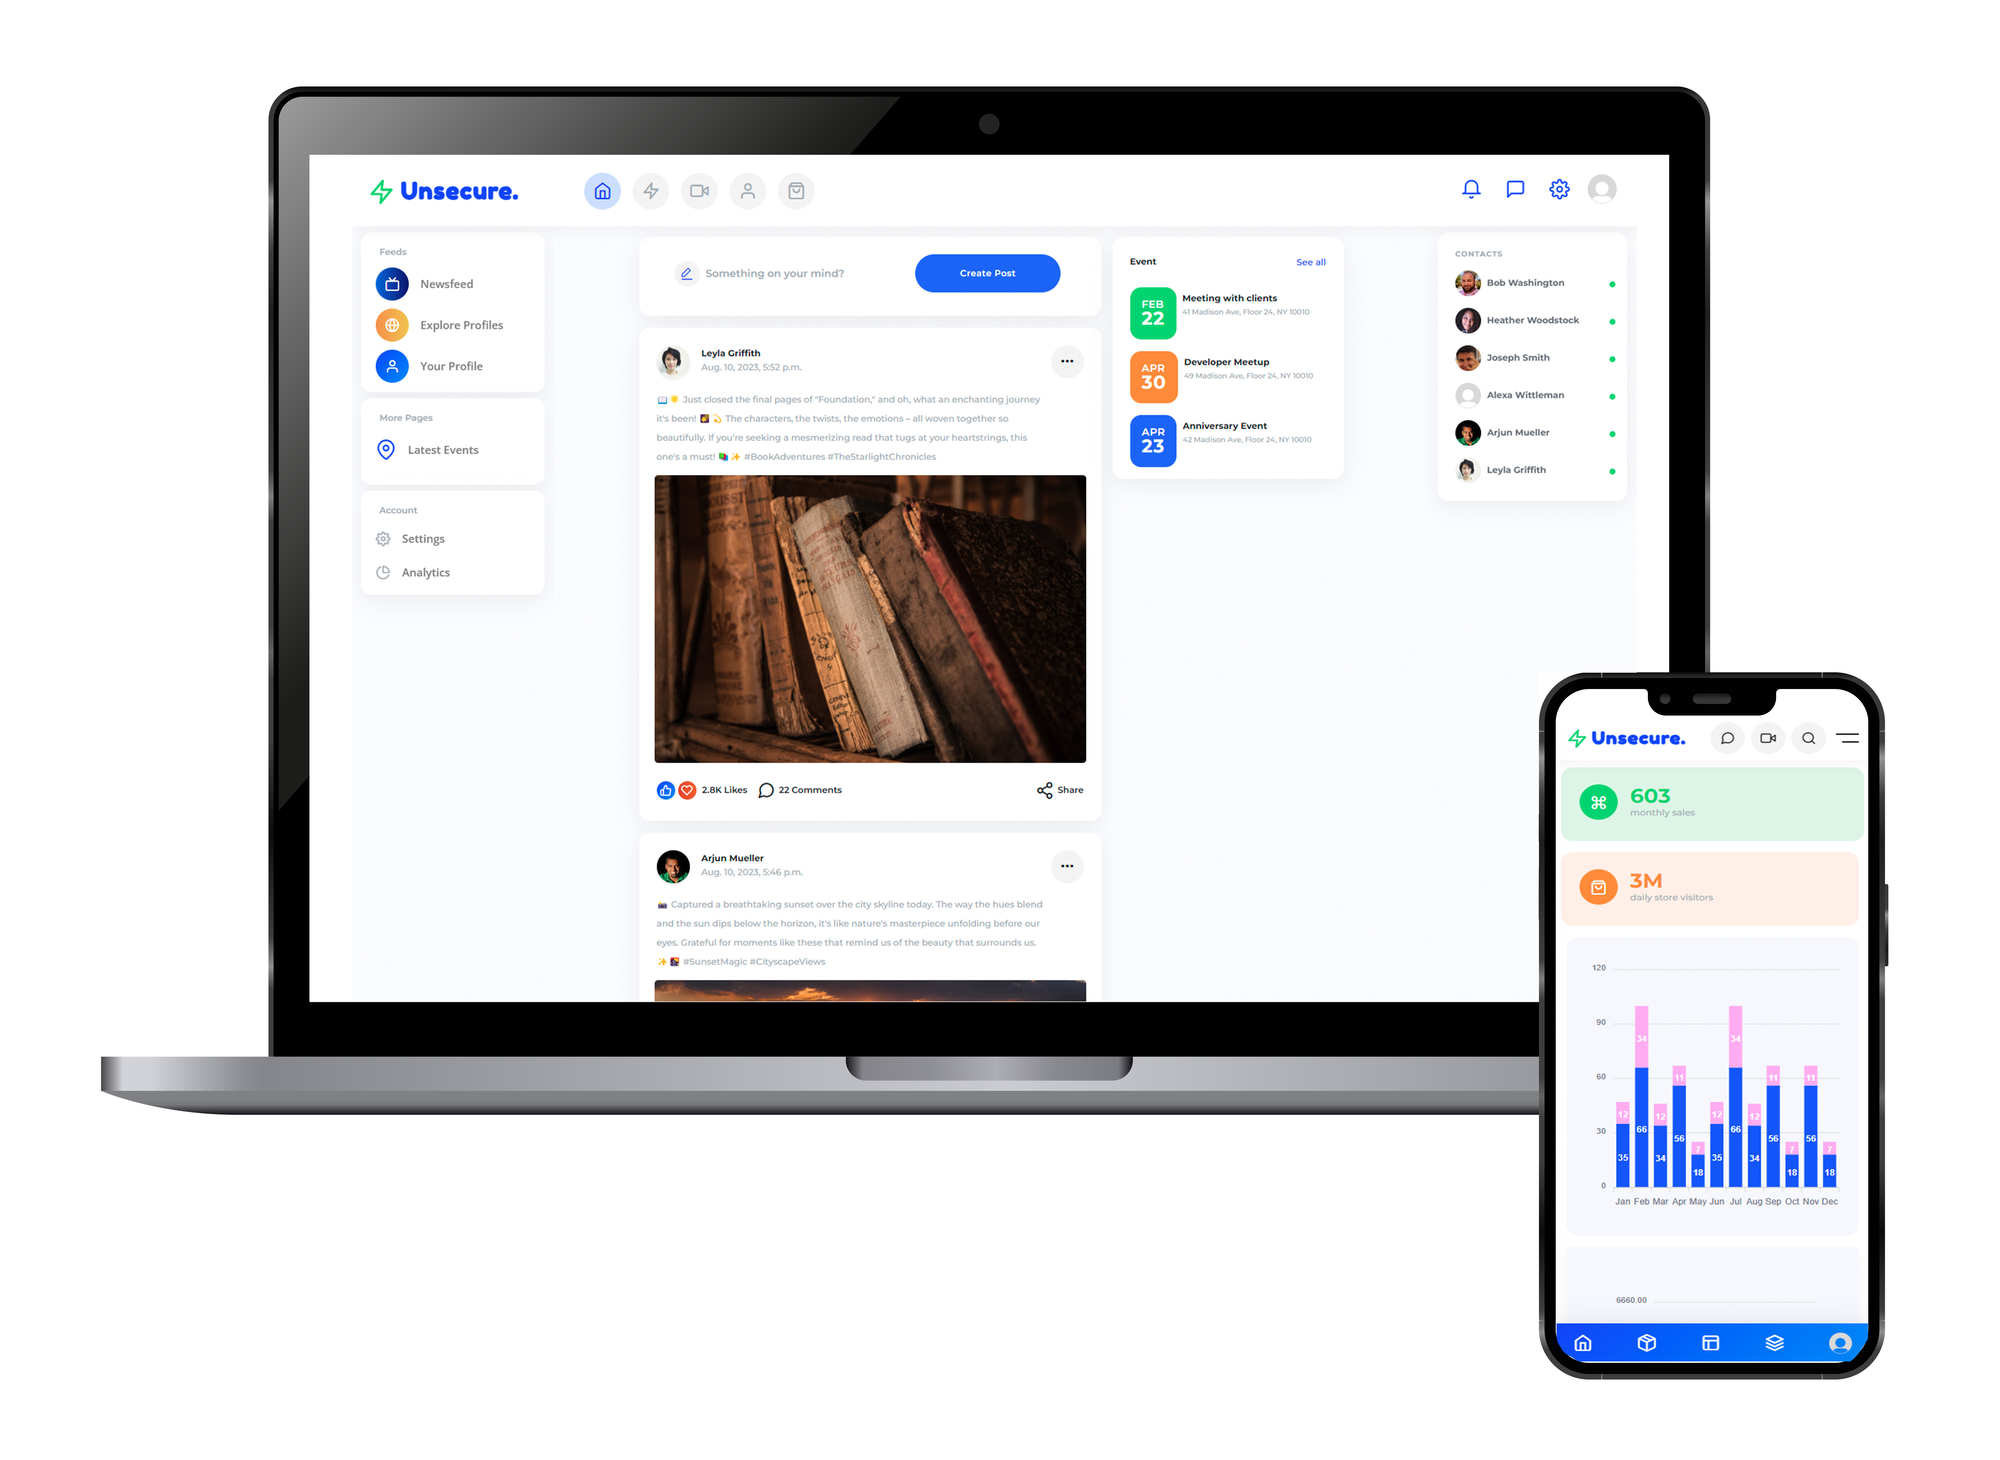 Unsecure.
Feeds
Newsfeed
Explore Profiles
Your Profile
More Pages
Latest Events
Account
Settings
Analytics
Something on your mind?
Create Post
Leyla Griffith
Aug. 10, 2023, 5:52 p.m.
📖 🌟 Just closed the final pages of "Foundation," and oh, what an enchanting journey
it's been! 🌠 💫 The characters, the twists, the emotions – all woven together so
beautifully. If you're seeking a mesmerizing read that tugs at your heartstrings, this
one's a must! 📚 ✨ #BookAdventures #TheStarlightChronicles
2.8K Likes
22 Comments
Share
Arjun Mueller
Aug. 10, 2023, 5:46 p.m.
📸 Captured a breathtaking sunset over the city skyline today. The way the hues blend
and the sun dips below the horizon, it's like nature's masterpiece unfolding before our
eyes. Grateful for moments like these that remind us of the beauty that surrounds us.
✨ 🌇 #SunsetMagic #CityscapeViews
Event
See all
FEB
22
Meeting with clients
41 Madison Ave, Floor 24, NY 10010
APR
30
Developer Meetup
49 Madison Ave, Floor 24, NY 10010
APR
23
Anniversary Event
42 Madison Ave, Floor 24, NY 10010
CONTACTS
Bob Washington
Heather Woodstock
Joseph Smith
Alexa Wittleman
Arjun Mueller
Leyla Griffith
Unsecure.
603
monthly sales
3M
daily store visitors
120
90
60
30
0
34 34
11 11 11
12 12 12 12
7 7 7
66 66
56 56 56
35 34 35 34
18 18 18
Jan Feb Mar Apr May Jun Jul Aug Sep Oct Nov Dec
6660.00